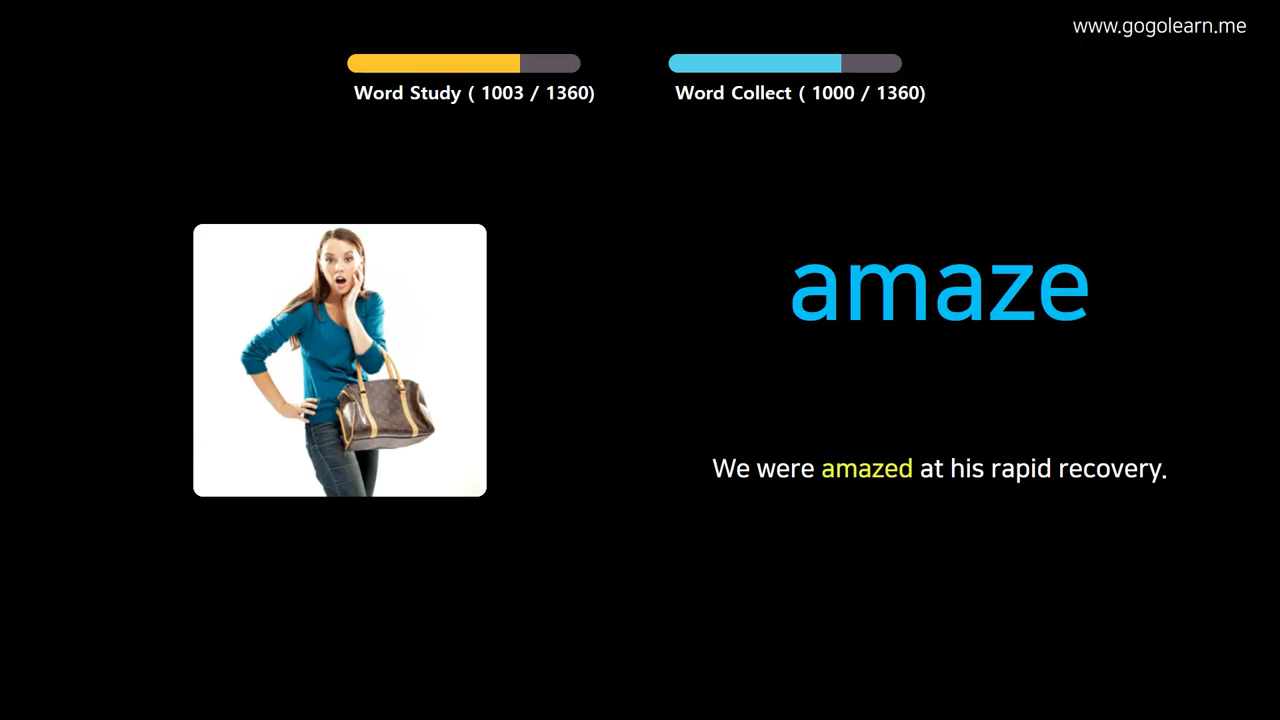 www.gogolearn.me
Word Study ( 1003 / 1360)
Word Collect ( 1000 / 1360)
amaze
We were amazed at his rapid recovery.